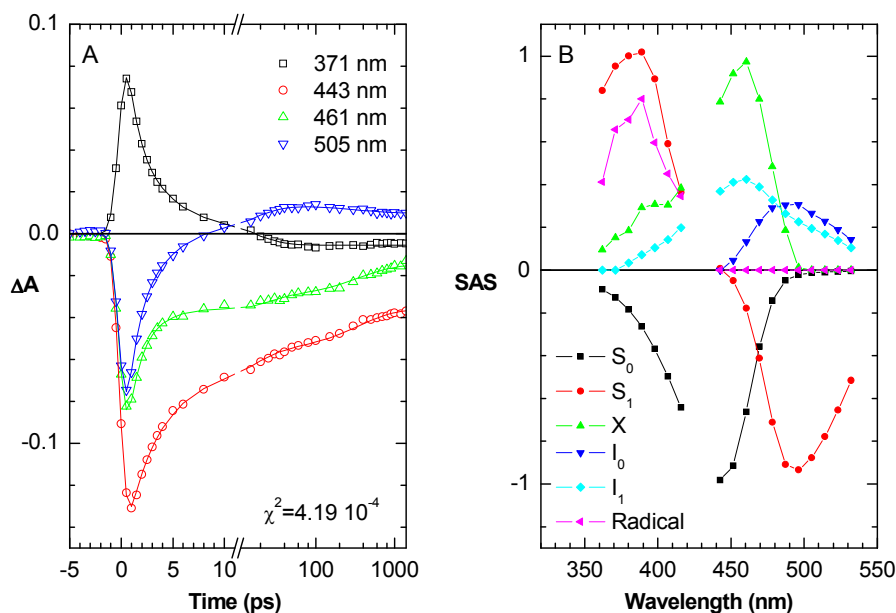 A
371 nm
443 nm
461 nm
505 nm
0.1
0.0
-0.1
ΔA
χ²=4.19 10⁻⁴
-5 0 5 10 100 1000
Time (ps)
B
1
0
-1
SAS
S₀
S₁
X
I₀
I₁
Radical
350 400 450 500 550
Wavelength (nm)